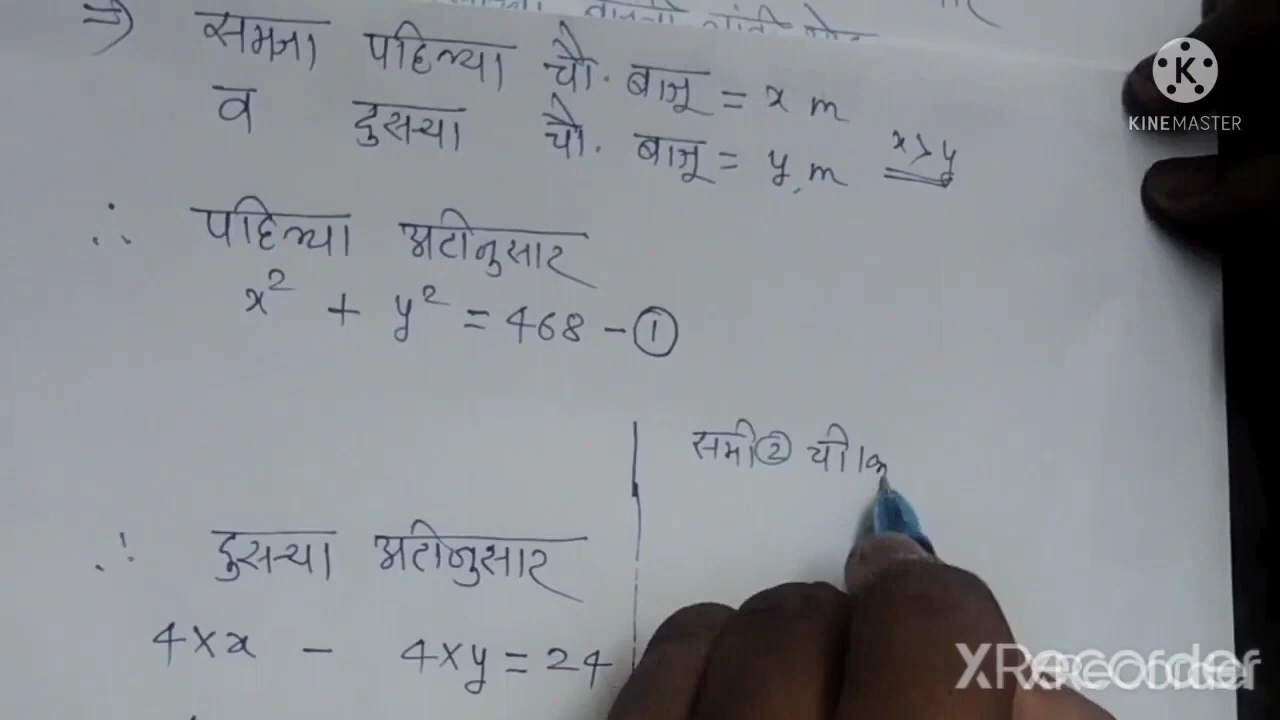 ⇒ समजा पहिल्या चौ. बाजू = x m
व दुसऱ्या चौ. बाजू = y m x > y
∴ पहिल्या अटीनुसार
x² + y² = 468 - ①
∴ दुसऱ्या अटीनुसार
4 × x - 4 × y = 24
समी ② ची कि
KINEMASTER
XRecorder